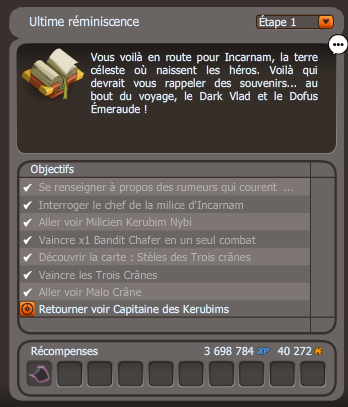 Ultime réminiscence
Étape 1
Vous voilà en route pour Incarnam, la terre
céleste où naissent les héros. Voilà qui
devrait vous rappeler des souvenirs... au
bout du voyage, le Dark Vlad et le Dofus
Émeraude !
Objectifs
Se renseigner à propos des rumeurs qui courent ...
Interroger le chef de la milice d'Incarnam
Aller voir Milicien Kerubim Nybi
Vaincre x1 Bandit Chafer en un seul combat
Découvrir la carte : Stèles des Trois crânes
Vaincre les Trois Crânes
Aller voir Malo Crâne
Retourner voir Capitaine des Kerubims
Récompenses 3 698 784 XP 40 272 K